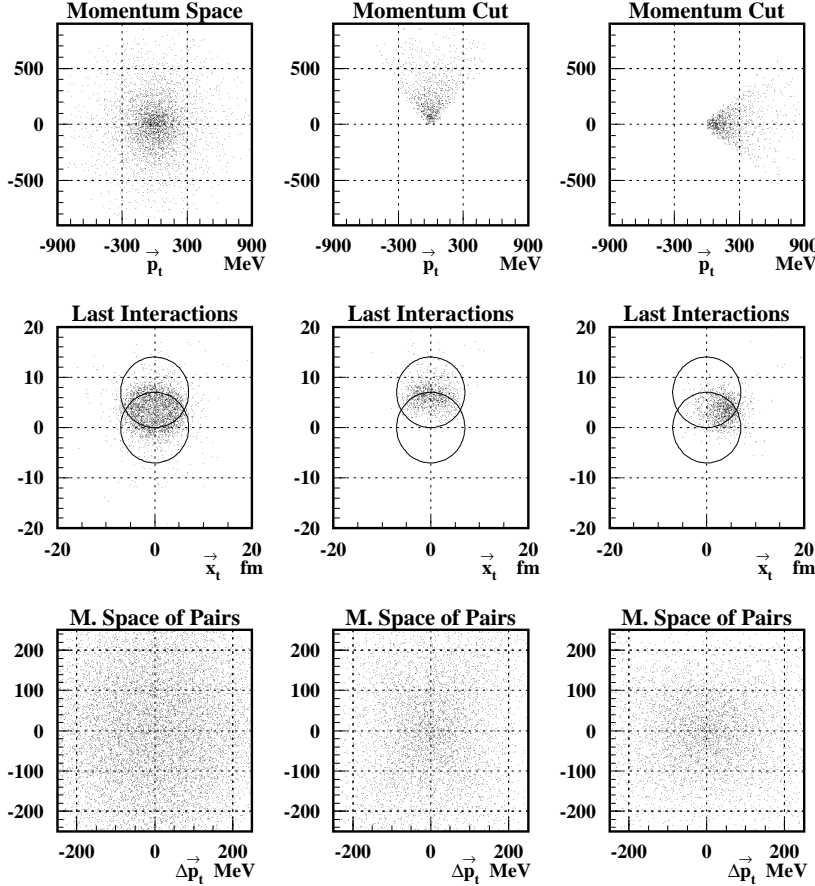 Momentum Space
Momentum Cut
Momentum Cut
500
0
-500
500
0
-500
500
0
-500
-900 -300 300 900
-900 -300 300 900
-900 -300 300 900
p⃗t MeV
p⃗t MeV
p⃗t MeV
Last Interactions
Last Interactions
Last Interactions
20
10
0
-10
-20
20
10
0
-10
-20
20
10
0
-10
-20
-20 0 20
-20 0 20
-20 0 20
x⃗t fm
x⃗t fm
x⃗t fm
M. Space of Pairs
M. Space of Pairs
M. Space of Pairs
200
100
0
-100
-200
200
100
0
-100
-200
200
100
0
-100
-200
-200 0 200
-200 0 200
-200 0 200
Δp⃗t MeV
Δp⃗t MeV
Δp⃗t MeV